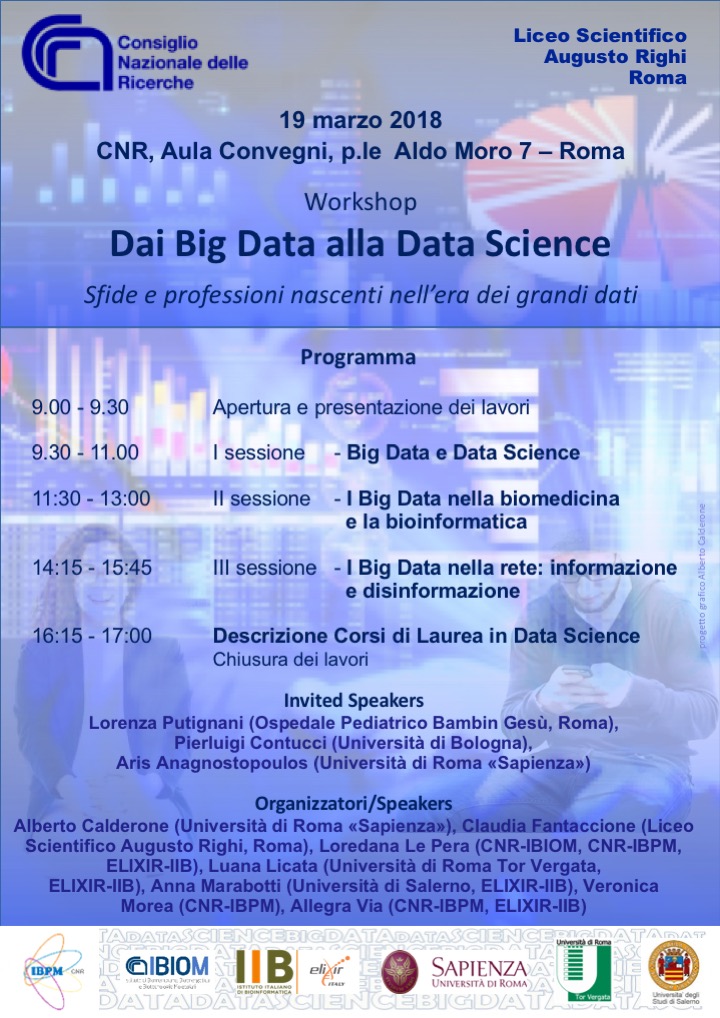 Consiglio
Nazionale delle
Ricerche
Liceo Scientifico
Augusto Righi
Roma
19 marzo 2018
CNR, Aula Convegni, p.le Aldo Moro 7 – Roma
Workshop
Dai Big Data alla Data Science
Sfide e professioni nascenti nell’era dei grandi dati
Programma
9.00 - 9.30 Apertura e presentazione dei lavori
9.30 - 11.00 I sessione - Big Data e Data Science
11:30 - 13:00 II sessione - I Big Data nella biomedicina
e la bioinformatica
14:15 - 15:45 III sessione - I Big Data nella rete: informazione
e disinformazione
16:15 - 17:00 Descrizione Corsi di Laurea in Data Science
Chiusura dei lavori
progetto grafico Alberto Calderone
Invited Speakers
Lorenza Putignani (Ospedale Pediatrico Bambin Gesù, Roma),
Pierluigi Contucci (Università di Bologna),
Aris Anagnostopoulos (Università di Roma «Sapienza»)
Organizzatori/Speakers
Alberto Calderone (Università di Roma «Sapienza»), Claudia Fantaccione (Liceo
Scientifico Augusto Righi, Roma), Loredana Le Pera (CNR-IBIOM, CNR-IBPM,
ELIXIR-IIB), Luana Licata (Università di Roma Tor Vergata,
ELIXIR-IIB), Anna Marabotti (Università di Salerno, ELIXIR-IIB), Veronica
Morea (CNR-IBPM), Allegra Via (CNR-IBPM, ELIXIR-IIB)
IBPM CNR
IBIOM
IIB
ISTITUTO ITALIANO
DI BIOINFORMATICA
elixir
ITALY
SAPIENZA
UNIVERSITÀ DI ROMA
Università di Roma
Tor Vergata
Universita' degli
Studi di Salerno